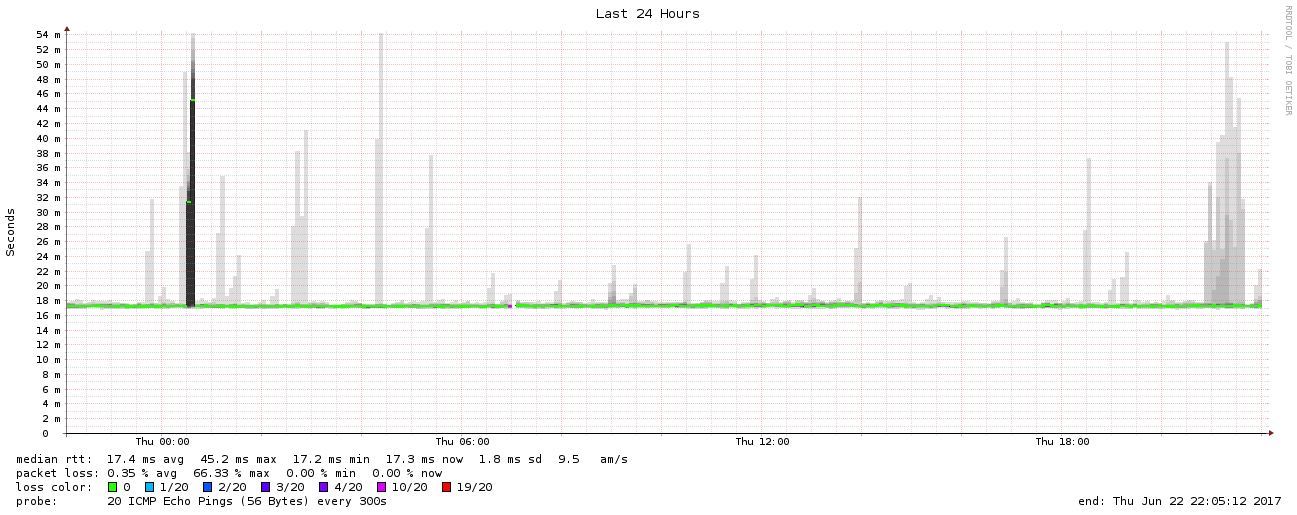 Last 24 Hours
RRDTOOL / TOBI OETIKER
Seconds
54 m
52 m
50 m
48 m
46 m
44 m
42 m
40 m
38 m
36 m
34 m
32 m
30 m
28 m
26 m
24 m
22 m
20 m
18 m
16 m
14 m
12 m
10 m
8 m
6 m
4 m
2 m
0
Thu 00:00 Thu 06:00 Thu 12:00 Thu 18:00
median rtt: 17.4 ms avg 45.2 ms max 17.2 ms min 17.3 ms now 1.8 ms sd 9.5 am/s
packet loss: 0.35 % avg 66.33 % max 0.00 % min 0.00 % now
loss color: 0 1/20 2/20 3/20 4/20 10/20 19/20
probe: 20 ICMP Echo Pings (56 Bytes) every 300s end: Thu Jun 22 22:05:12 2017